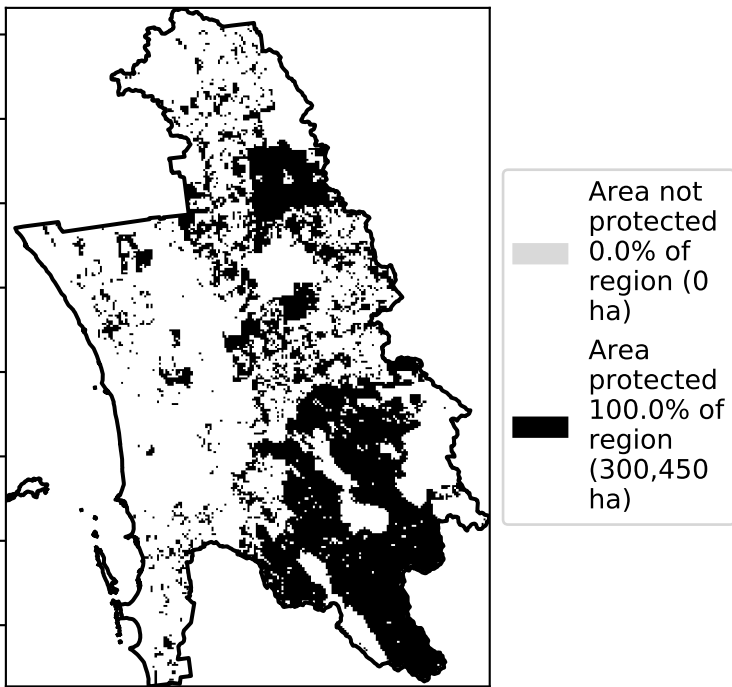 Area not
protected
0.0% of
region (0
ha)
Area
protected
100.0% of
region
(300,450
ha)